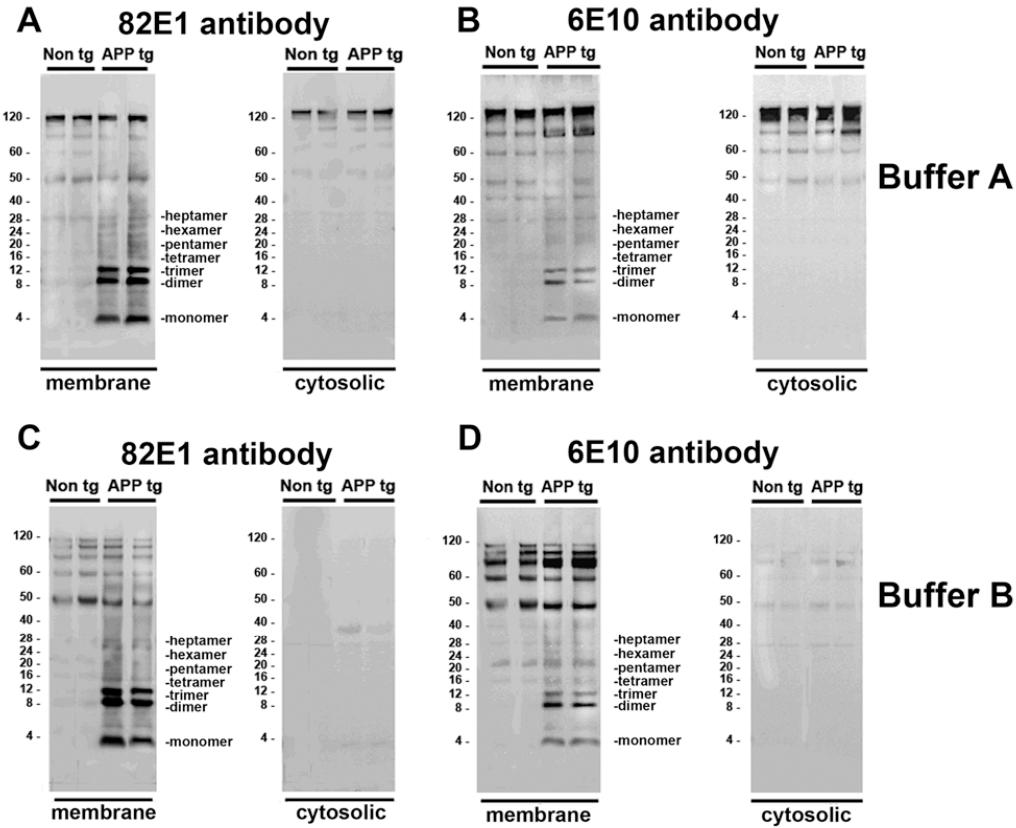 A
82E1 antibody
Non tg APP tg
120 -
60 -
50 -
40 -
28 -
24 -
20 -
16 -
12 -
8 -
4 -
-heptamer
-hexamer
-pentamer
-tetramer
-trimer
-dimer
-monomer
membrane
Non tg APP tg
120 -
60 -
50 -
40 -
28 -
24 -
20 -
16 -
12 -
8 -
4 -
cytosolic
B
6E10 antibody
Non tg APP tg
120 -
60 -
50 -
40 -
28 -
24 -
20 -
16 -
12 -
8 -
4 -
-heptamer
-hexamer
-pentamer
-tetramer
-trimer
-dimer
-monomer
membrane
Non tg APP tg
120 -
60 -
50 -
40 -
28 -
24 -
20 -
16 -
12 -
8 -
4 -
cytosolic
Buffer A
C
82E1 antibody
Non tg APP tg
120 -
60 -
50 -
40 -
28 -
24 -
20 -
16 -
12 -
8 -
4 -
-heptamer
-hexamer
-pentamer
-tetramer
-trimer
-dimer
-monomer
membrane
Non tg APP tg
120 -
60 -
50 -
40 -
28 -
24 -
20 -
16 -
12 -
8 -
4 -
cytosolic
D
6E10 antibody
Non tg APP tg
120 -
60 -
50 -
40 -
28 -
24 -
20 -
16 -
12 -
8 -
4 -
-heptamer
-hexamer
-pentamer
-tetramer
-trimer
-dimer
-monomer
membrane
Non tg APP tg
120 -
60 -
50 -
40 -
28 -
24 -
20 -
16 -
12 -
8 -
4 -
cytosolic
Buffer B